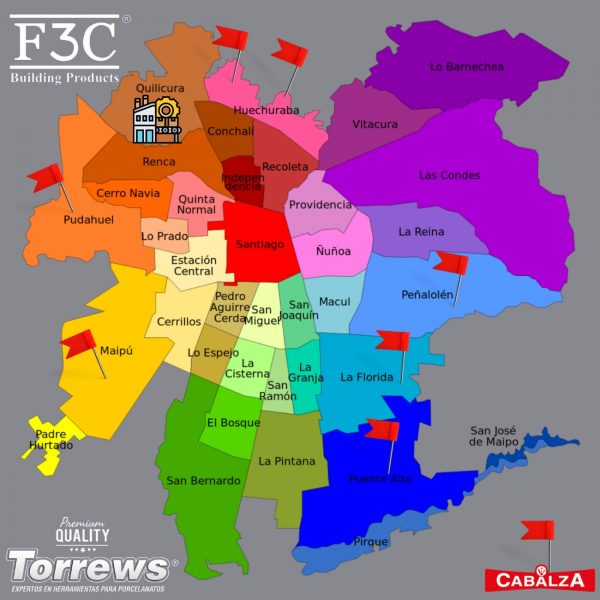 F3C®
Building Products
Lo Barnechea
Quilicura
Huechuraba
Vitacura
Conchalí
Renca
Recoleta
Las Condes
Indepen
dencia
Cerro Navia
Quinta
Normal
Providencia
Pudahuel
La Reina
Lo Prado
Santiago
Ñuñoa
Estación
Central
Peñalolén
Pedro
Aguirre
Cerda
San
Joaquín
Macul
San
Miguel
Cerrillos
Maipú
Lo Espejo
La
Cisterna
La
Granja
La Florida
San
Ramón
El Bosque
Padre
Hurtado
San José
de Maipo
La Pintana
San Bernardo
Puente Alto
Pirque
Premium
QUALITY
Torrews®
EXPERTOS EN HERRAMIENTAS PARA PORCELANATOS
CABALZA